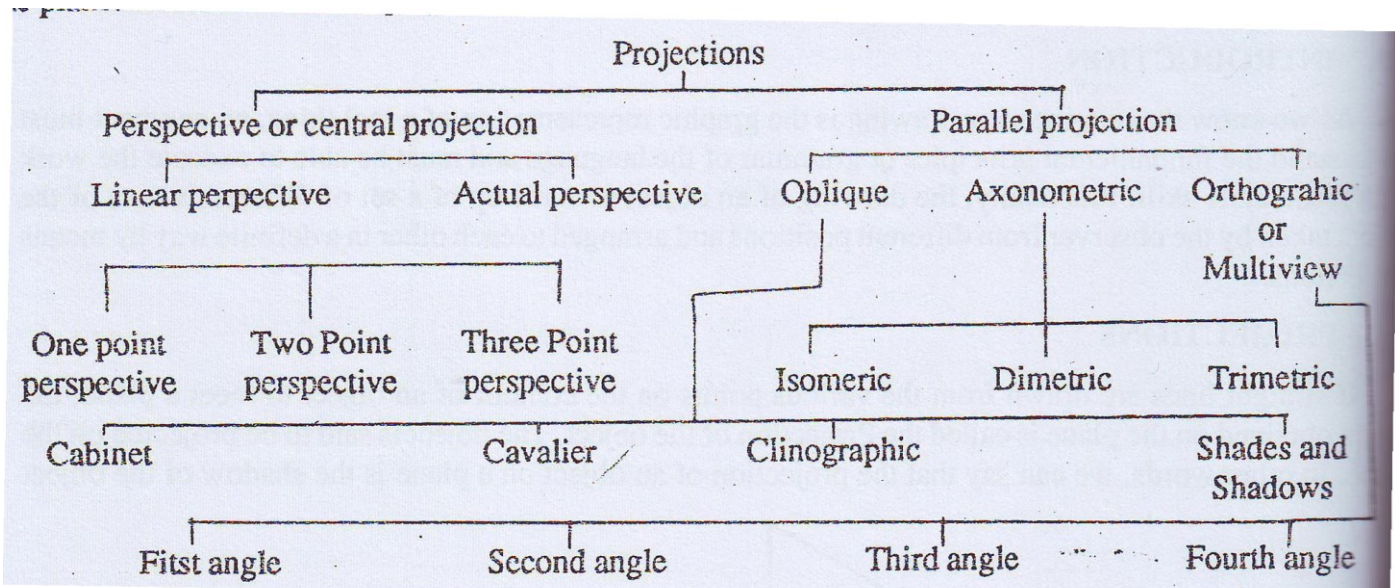 Projections
Perspective or central projection
Parallel projection
Linear perpective
Actual perspective
Oblique
Axonometric
Orthograhic
or
Multiview
One point
perspective
Two Point
perspective
Three Point
perspective
Isomeric
Dimetric
Trimetric
Cabinet
Cavalier
Clinographic
Shades and
Shadows
Fitst angle
Second angle
Third angle
Fourth angle